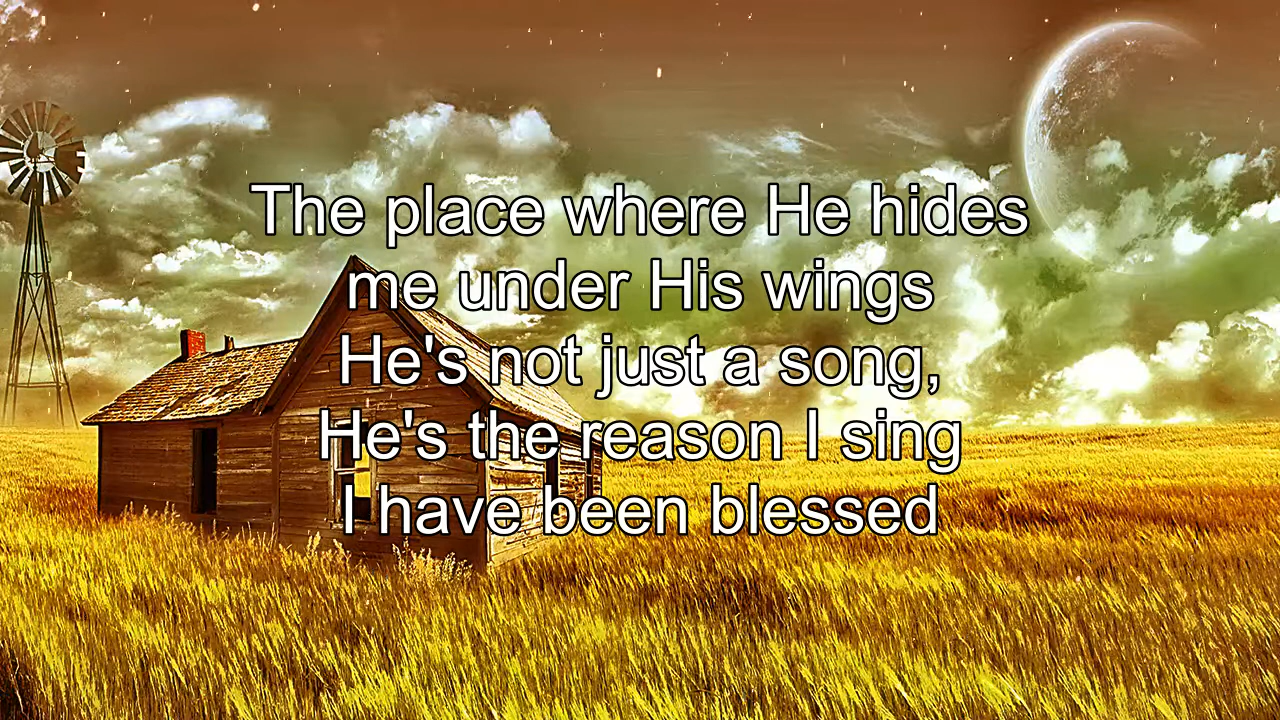 The place where He hides
me under His wings
He's not just a song,
He's the reason I sing
I have been blessed